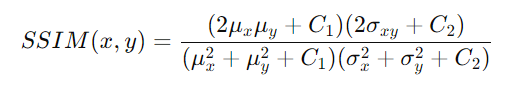 SSIM(x, y) = \frac{(2\mu_x\mu_y + C_1)(2\sigma_{xy} + C_2)}{(\mu_x^2 + \mu_y^2 + C_1)(\sigma_x^2 + \sigma_y^2 + C_2)}